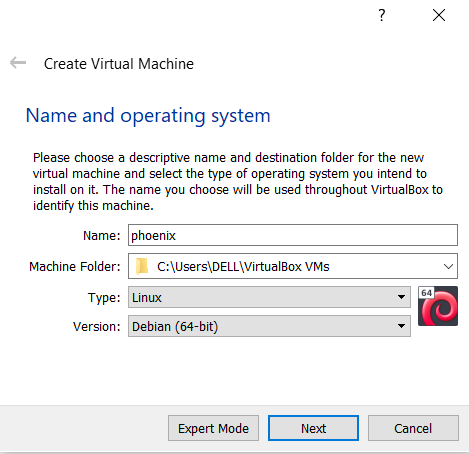 ?
Create Virtual Machine
Name and operating system
Please choose a descriptive name and destination folder for the new
virtual machine and select the type of operating system you intend to
install on it. The name you choose will be used throughout VirtualBox to
identify this machine.
Name: phoenix
Machine Folder: C:\Users\DELL\VirtualBox VMs
Type: Linux
64
Version: Debian (64-bit)
Expert Mode Next Cancel